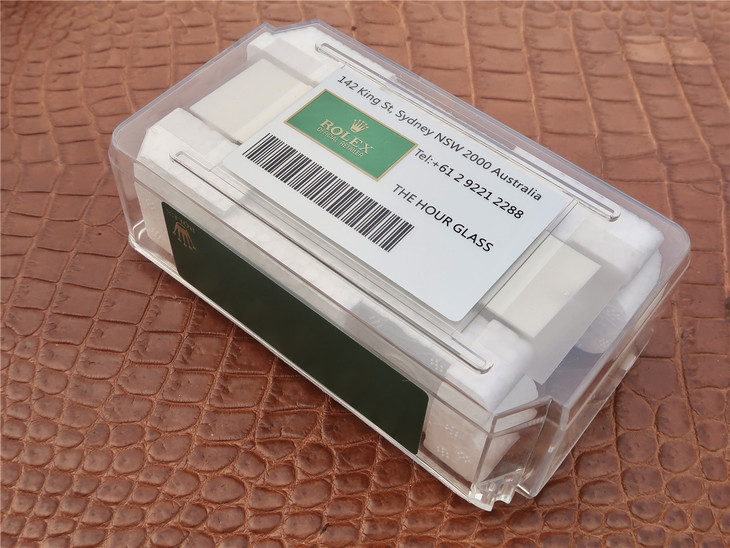 142 King St, Sydney NSW 2000 Australia
ROLEX
OFFICIAL RETAILER
Tel:+61 2 9221 2288
THE HOUR GLASS